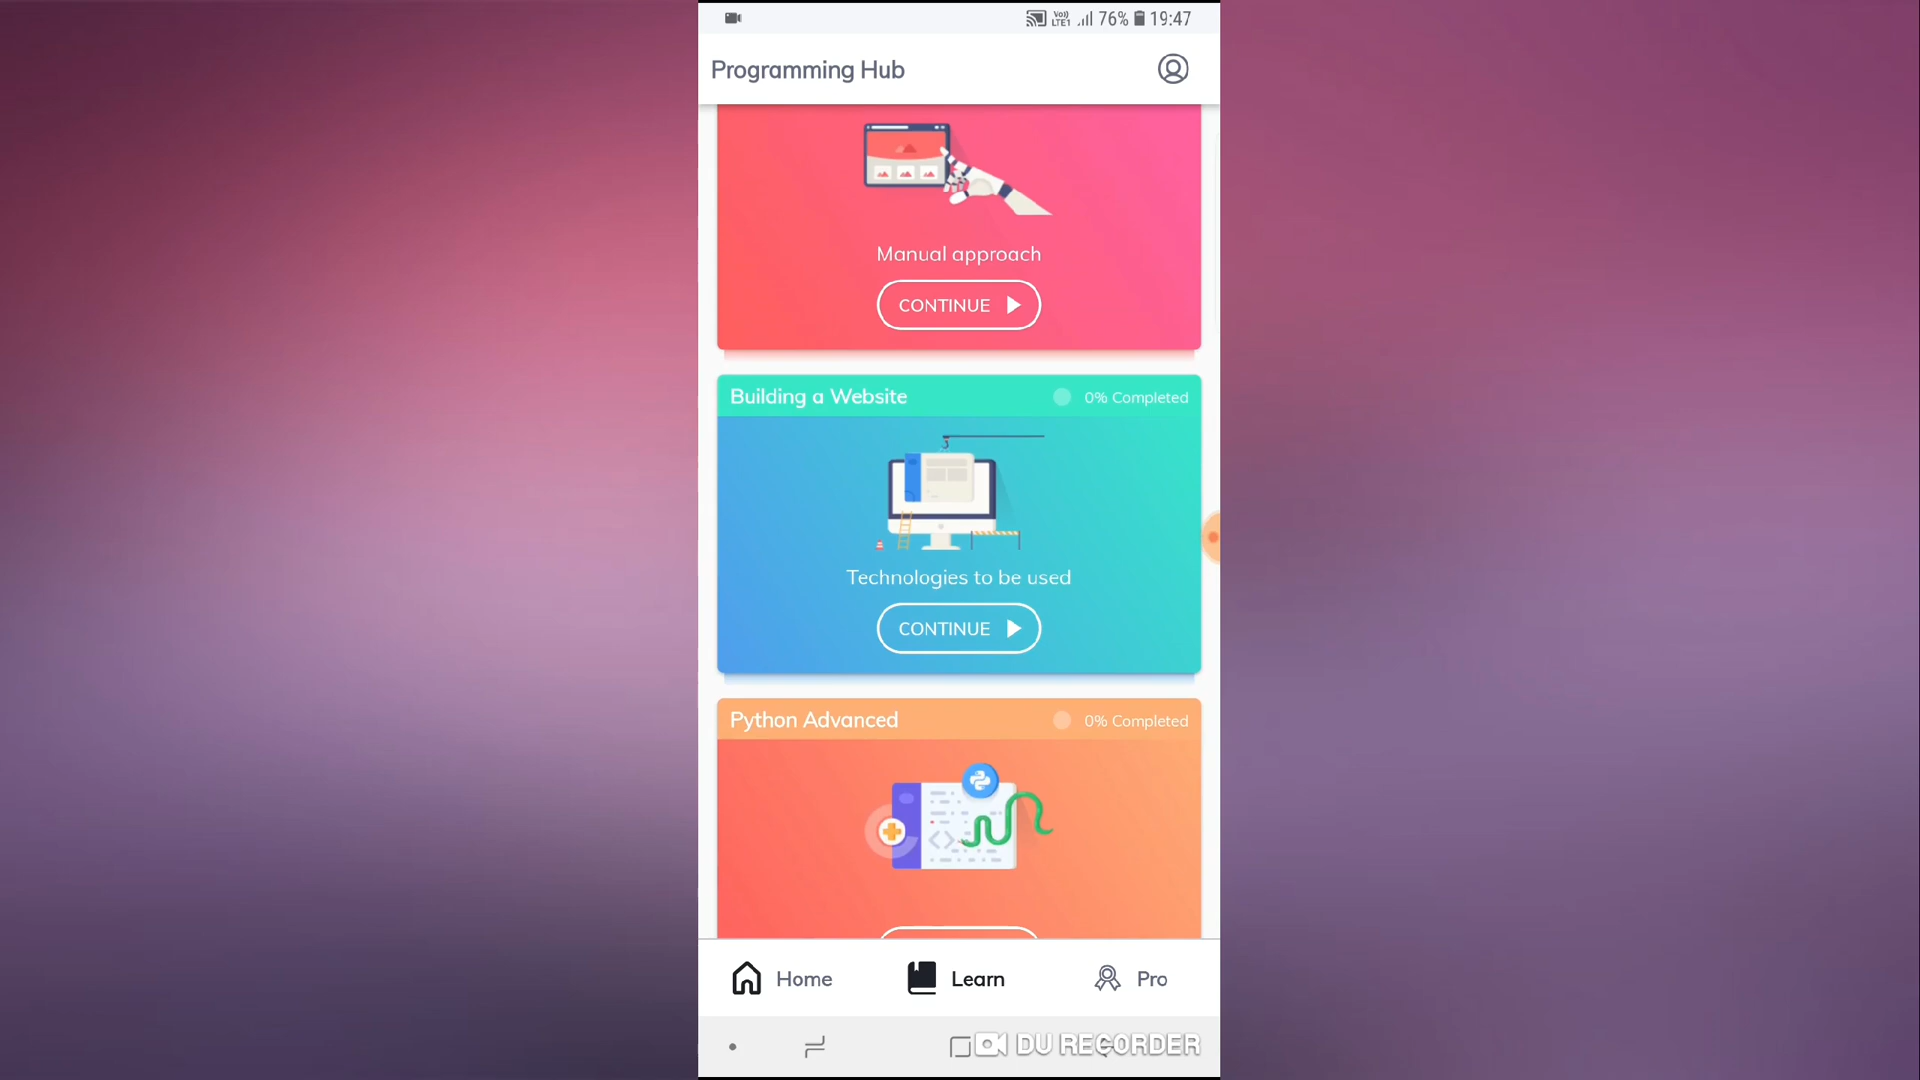 VoLTE1 76% 19:47
Programming Hub
Manual approach
CONTINUE
Building a Website 0% Completed
Technologies to be used
CONTINUE
Python Advanced 0% Completed
Home Learn Pro
DU RECORDER